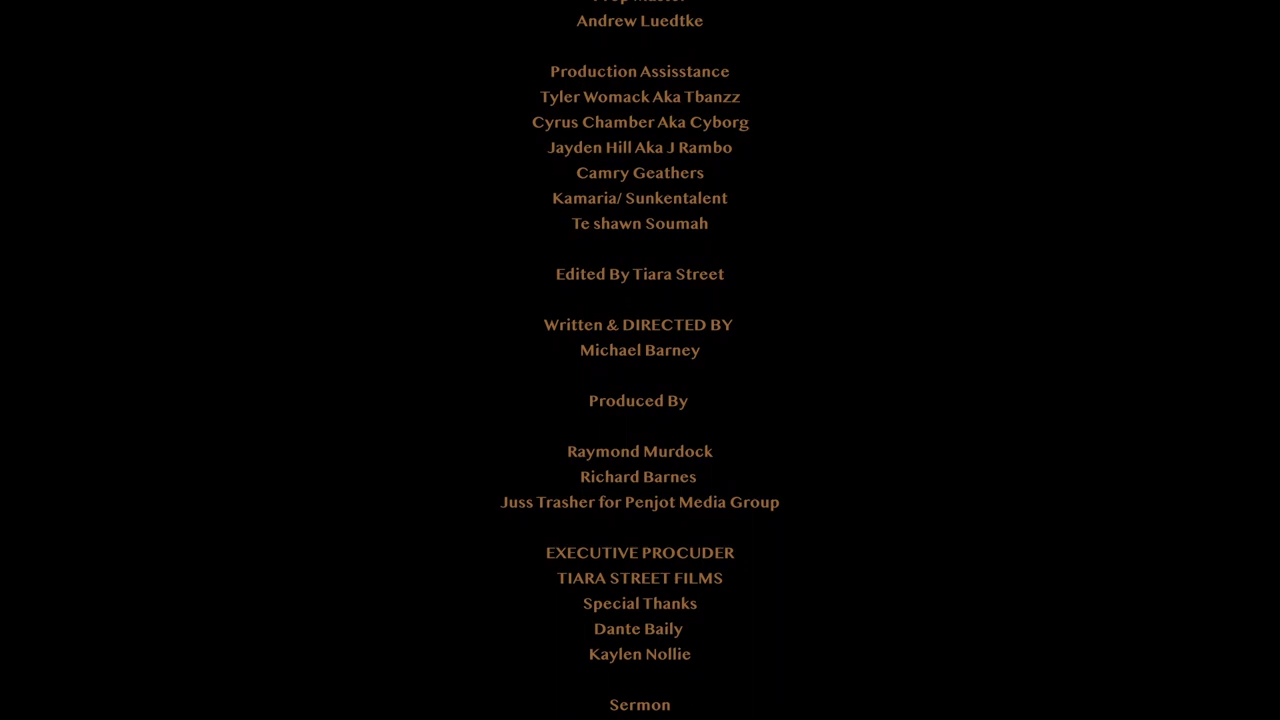 Andrew Luedtke
Production Assisstance
Tyler Womack Aka Tbanzz
Cyrus Chamber Aka Cyborg
Jayden Hill Aka J Rambo
Camry Geathers
Kamaria/ Sunkentalent
Te shawn Soumah
Edited By Tiara Street
Written & DIRECTED BY
Michael Barney
Produced By
Raymond Murdock
Richard Barnes
Juss Trasher for Penjot Media Group
EXECUTIVE PROCUDER
TIARA STREET FILMS
Special Thanks
Dante Baily
Kaylen Nollie
Sermon